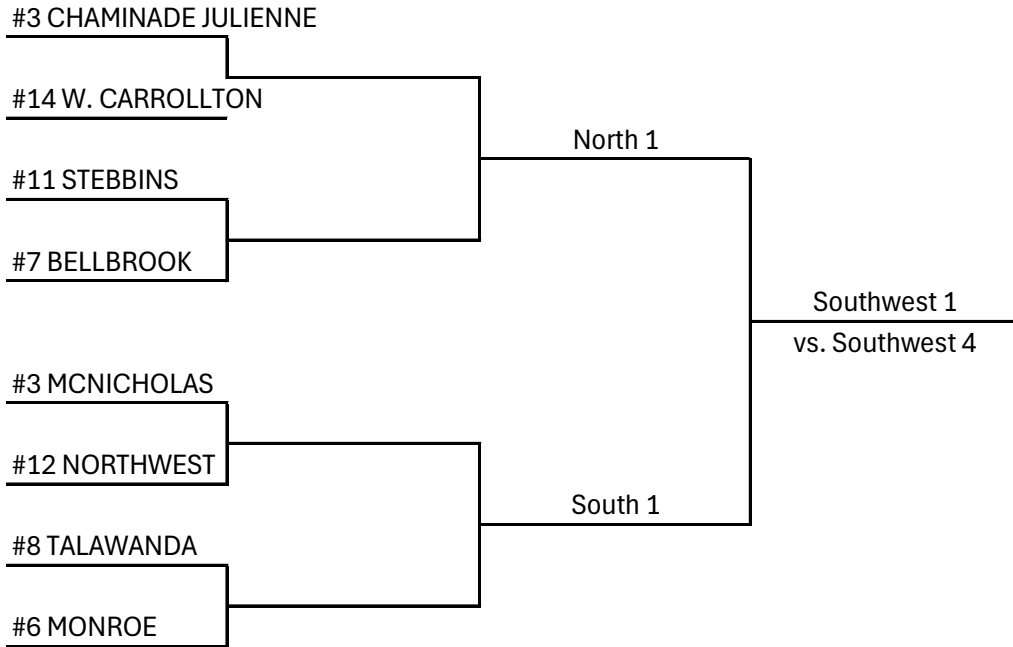 #3 CHAMINADE JULIENNE
#14 W. CARROLLTON
North 1
#11 STEBBINS
#7 BELLBROOK
Southwest 1
vs. Southwest 4
#3 MCNICHOLAS
#12 NORTHWEST
South 1
#8 TALAWANDA
#6 MONROE